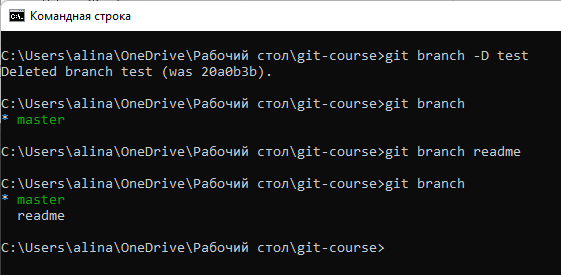 Командная строка
C:\Users\alina\OneDrive\Рабочий стол\git-course>git branch -D test
Deleted branch test (was 20a0b3b).
C:\Users\alina\OneDrive\Рабочий стол\git-course>git branch
* master
C:\Users\alina\OneDrive\Рабочий стол\git-course>git branch readme
C:\Users\alina\OneDrive\Рабочий стол\git-course>git branch
* master
  readme
C:\Users\alina\OneDrive\Рабочий стол\git-course>